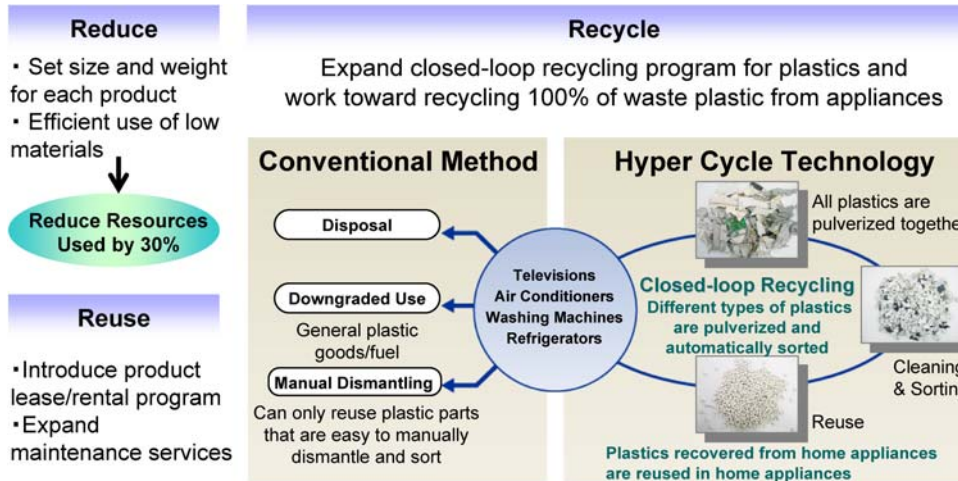 Reduce
・Set size and weight
for each product
・Efficient use of low
materials
Reduce Resources
Used by 30%
Reuse
・Introduce product
lease/rental program
・Expand
maintenance services
Recycle
Expand closed-loop recycling program for plastics and
work toward recycling 100% of waste plastic from appliances
Conventional Method
Disposal
Downgraded Use
General plastic
goods/fuel
Manual Dismantling
Can only reuse plastic parts
that are easy to manually
dismantle and sort
Televisions
Air Conditioners
Washing Machines
Refrigerators
Hyper Cycle Technology
All plastics are
pulverized togethe
Closed-loop Recycling
Different types of plastics
are pulverized and
automatically sorted
Cleaning
& Sortin
Reuse
Plastics recovered from home appliances
are reused in home appliances